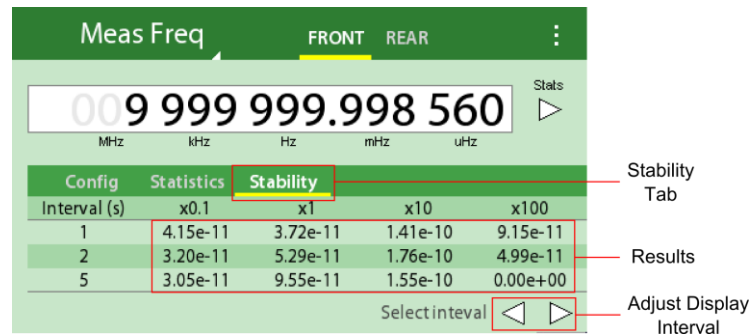 Meas Freq FRONT REAR
Stats
009 999 999.998 560
MHz kHz Hz mHz uHz
Config Statistics Stability
Stability
Tab
Interval (s) x0.1 x1 x10 x100
1 4.15e-11 3.72e-11 1.41e-10 9.15e-11
2 3.20e-11 5.29e-11 1.76e-10 4.99e-11
Results
5 3.05e-11 9.55e-11 1.55e-10 0.00e+00
Select inteval
Adjust Display
Interval